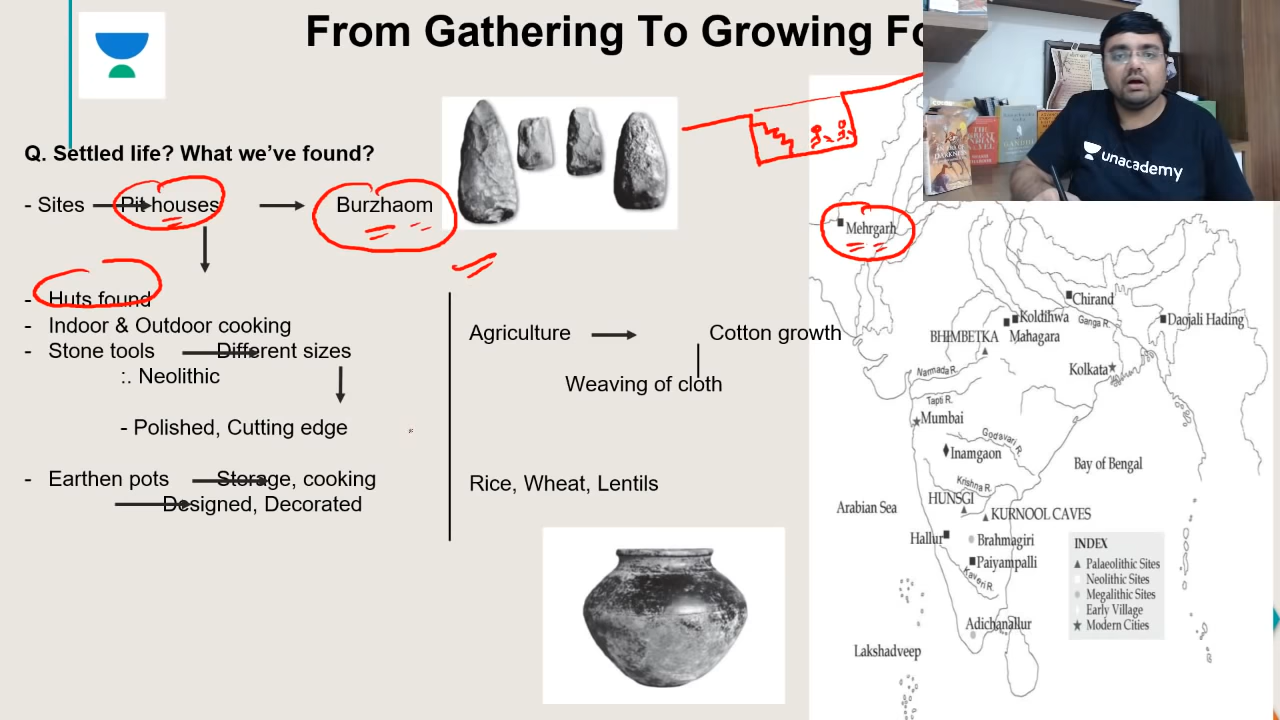 From Gathering To Growing Fo
Q. Settled life? What we've found?
- Sites Pit houses Burzhaom
- Huts found
- Indoor & Outdoor cooking
- Stone tools Different sizes
:. Neolithic
- Polished, Cutting edge
- Earthen pots Storage, cooking
Designed, Decorated
Agriculture Cotton growth
Weaving of cloth
Rice, Wheat, Lentils
unacademy
Mehrgarh
Chirand
Koldihwa
Ganga R.
Daojali Hading
BHIMBETKA
Mahagara
Narmada R.
Kolkata
Tapti R.
Mumbai
Godavari R.
Inamgaon
Bay of Bengal
Krishna R.
HUNSGI
Arabian Sea
KURNOOL CAVES
Hallur
Brahmagiri
Paiyampalli
Kaveri R.
Adichanallur
Lakshadveep
INDEX
Palaeolithic Sites
Neolithic Sites
Megalithic Sites
Early Village
Modern Cities